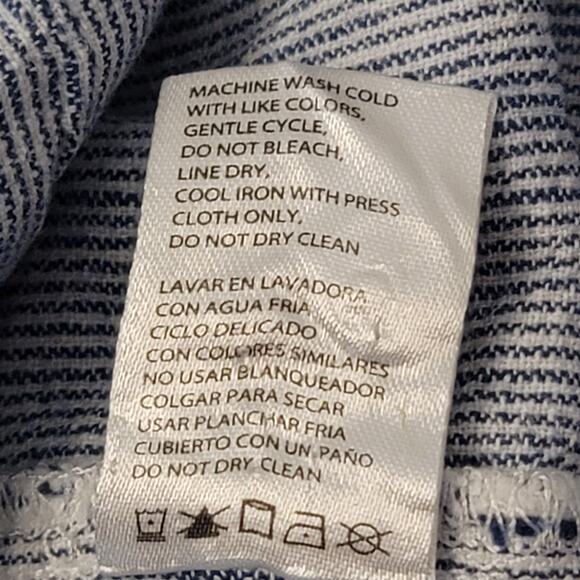 MACHINE WASH COLD
WITH LIKE COLORS,
GENTLE CYCLE,
DO NOT BLEACH,
LINE DRY,
COOL IRON WITH PRESS
CLOTH ONLY,
DO NOT DRY CLEAN
LAVAR EN LAVADORA
CON AGUA FRIA
CICLO DELICADO
CON COLORES SIMILARES
NO USAR BLANQUEADOR
COLGAR PARA SECAR
USAR PLANCHAR FRIA
CUBIERTO CON UN PAÑO
DO NOT DRY CLEAN